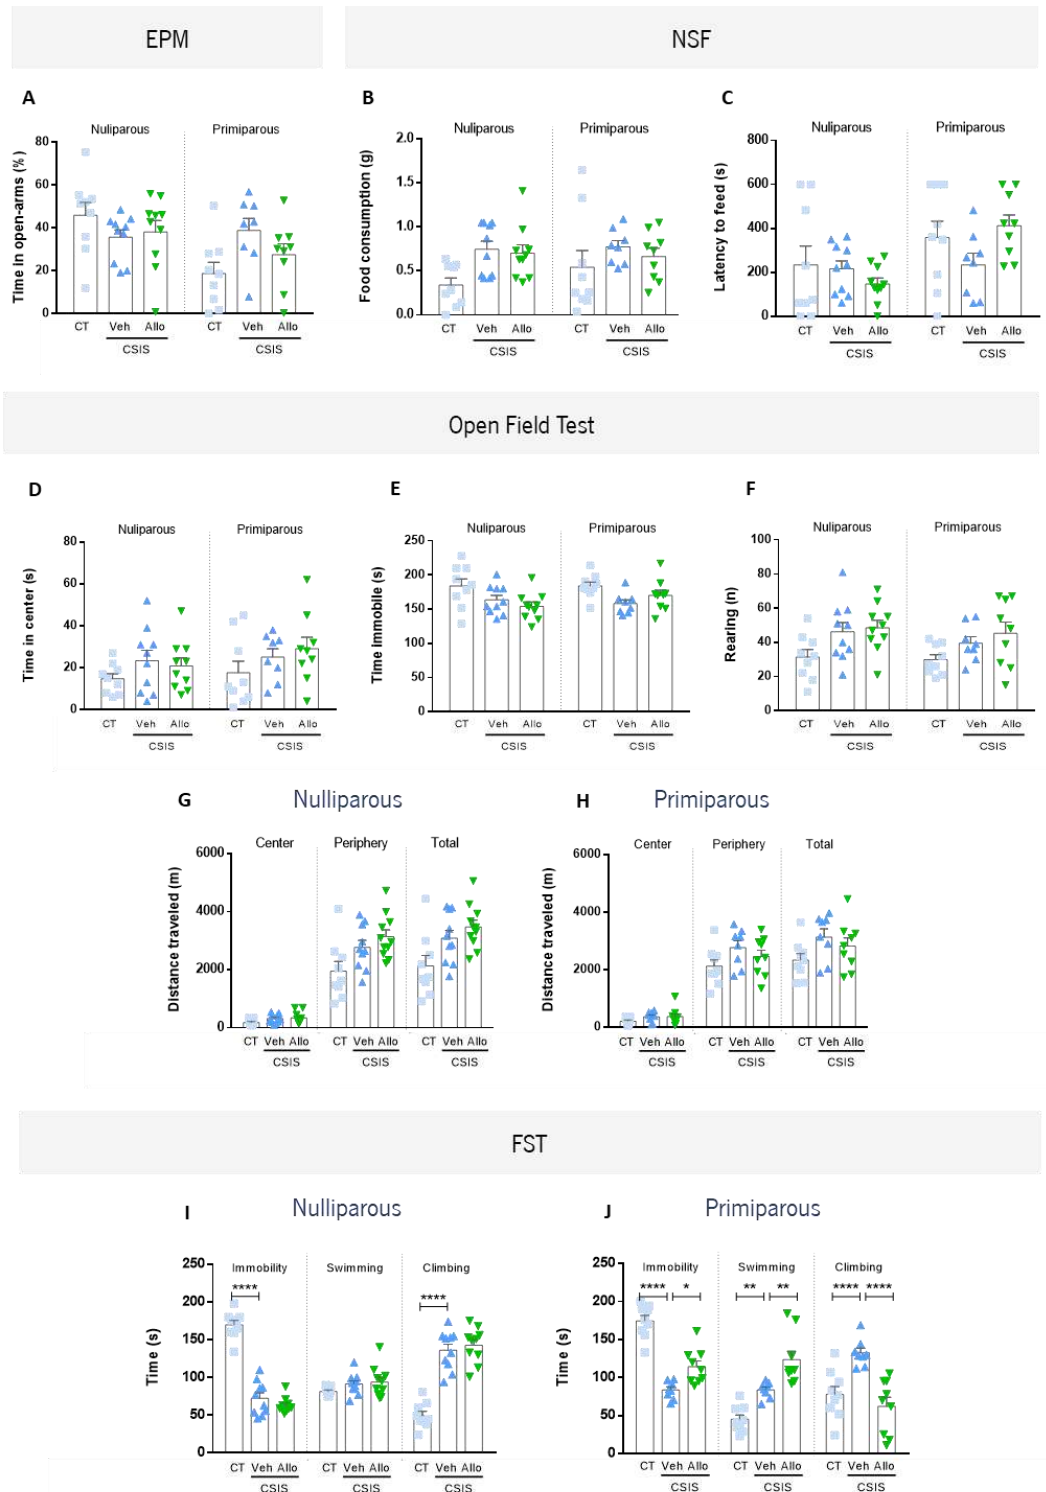 EPM
NSF
A
B
C
Nuliparous Primiparous
Nuliparous Primiparous
Nuliparous Primiparous
Time in open-arms (%)
80
60
40
20
0
CT Veh Allo CT Veh Allo
CSIS CSIS
Food consumption (g)
2.0
1.5
1.0
0.5
0.0
CT Veh Allo CT Veh Allo
CSIS CSIS
Latency to feed (s)
800
600
400
200
0
CT Veh Allo CT Veh Allo
CSIS CSIS
Open Field Test
D
E
F
Nuliparous Primiparous
Nuliparous Primiparous
Nuliparous Primiparous
Time in center (s)
80
60
40
20
0
CT Veh Allo CT Veh Allo
CSIS CSIS
Time immobile (s)
250
200
150
100
50
0
CT Veh Allo CT Veh Allo
CSIS CSIS
Rearing (n)
100
80
60
40
20
0
CT Veh Allo CT Veh Allo
CSIS CSIS
G Nulliparous
H Primiparous
Center Periphery Total
Distance traveled (m)
6000
4000
2000
0
CT Veh Allo CT Veh Allo CT Veh Allo
CSIS CSIS CSIS
Center Periphery Total
Distance traveled (m)
6000
4000
2000
0
CT Veh Allo CT Veh Allo CT Veh Allo
CSIS CSIS CSIS
FST
I Nulliparous
J Primiparous
Immobility Swimming Climbing
**** ****
Time (s)
250
200
150
100
50
0
CT Veh Allo CT Veh Allo CT Veh Allo
CSIS CSIS CSIS
Immobility Swimming Climbing
**** * ** ** **** ****
Time (s)
250
200
150
100
50
0
CT Veh Allo CT Veh Allo CT Veh Allo
CSIS CSIS CSIS